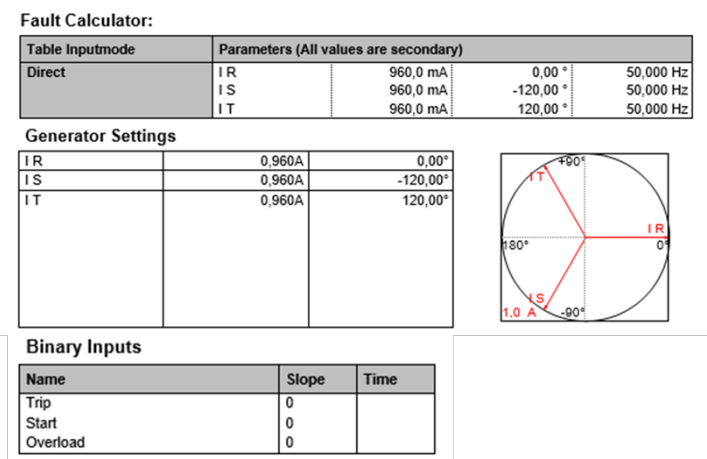 Fault Calculator:
Table Inputmode Parameters (All values are secondary)
Direct I R 960,0 mA 0,00 ° 50,000 Hz
I S 960,0 mA -120,00 ° 50,000 Hz
I T 960,0 mA 120,00 ° 50,000 Hz
Generator Settings
I R 0,960A 0,00°
I S 0,960A -120,00°
I T 0,960A 120,00°
+90°
I T
I R
180° 0°
I S
1,0 A -90°
Binary Inputs
Name Slope Time
Trip 0
Start 0
Overload 0